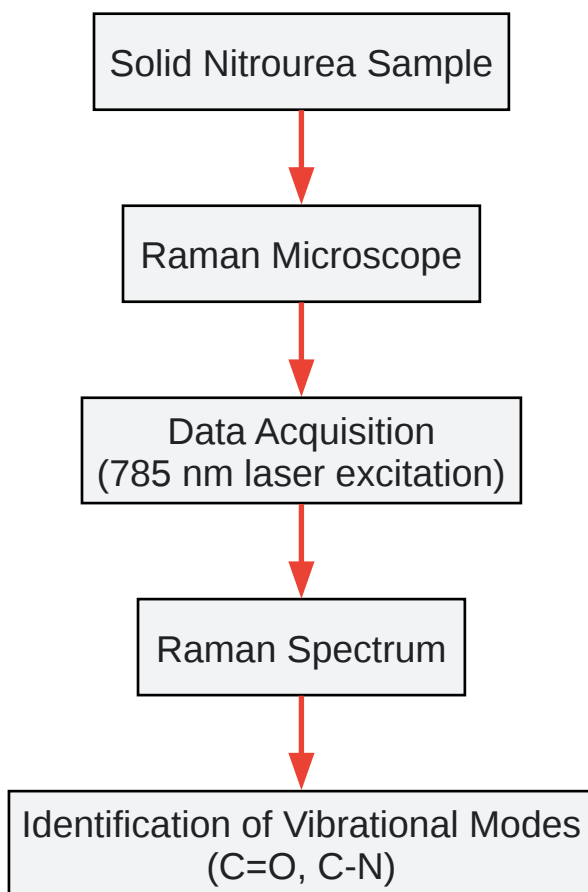 Solid Nitrourea Sample
Raman Microscope
Data Acquisition
(785 nm laser excitation)
Raman Spectrum
Identification of Vibrational Modes
(C=O, C-N)